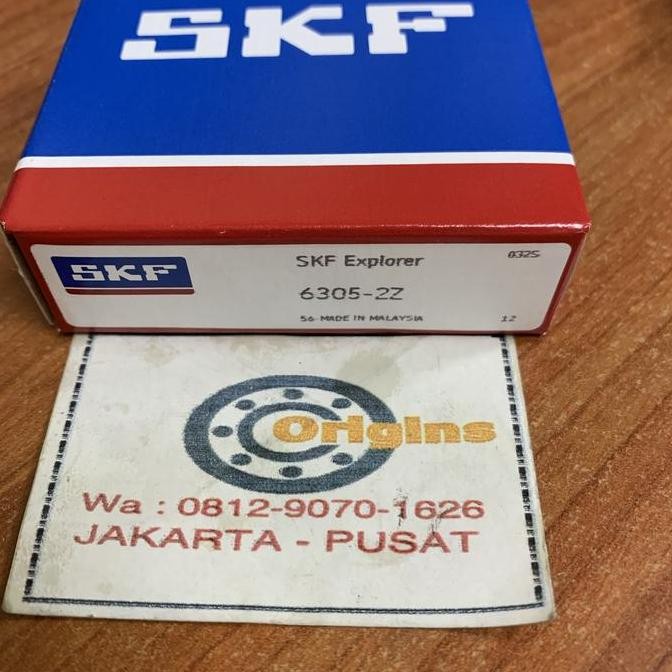 SKF
SKF
SKF Explorer
0325
6305-2Z
56 MADE IN MALAYSIA
12
Origins
Wa : 0812-9070-1626
JAKARTA - PUSAT